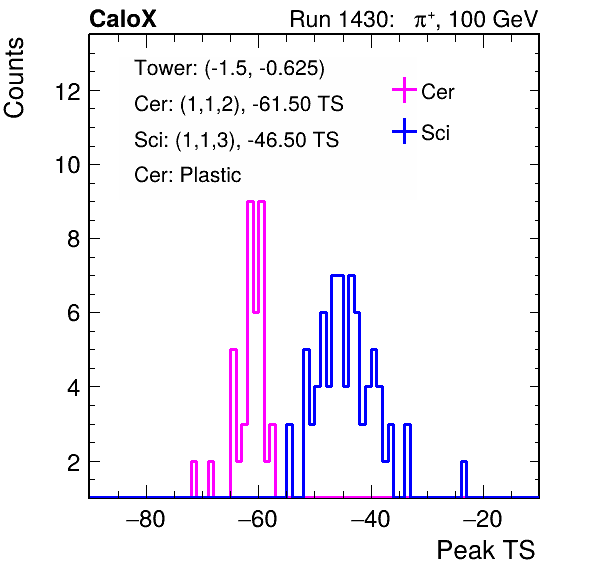 CaloX Run 1430: π⁺, 100 GeV
Counts
Tower: (-1.5, -0.625)
Cer: (1,1,2), -61.50 TS
Sci: (1,1,3), -46.50 TS
Cer: Plastic
Cer
Sci
12
10
8
6
4
2
−80 −60 −40 −20
Peak TS